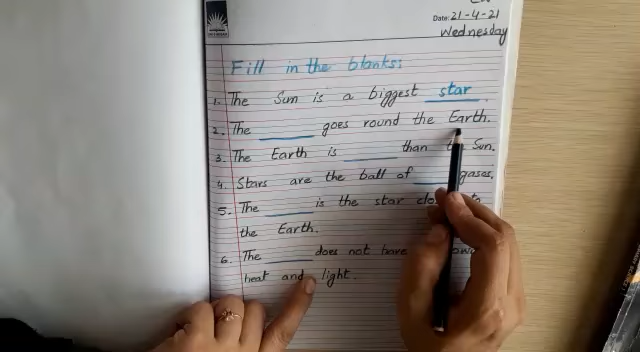 Date: 21-4-21
Wednesday
Fill in the blanks:
1. The Sun is a biggest star.
2. The ______ goes round the Earth.
3. The Earth is ______ than the Sun.
4. Stars are the ball of ______ gases.
5. The ______ is the star to
the Earth.
6. The ______ does not have
heat and light.